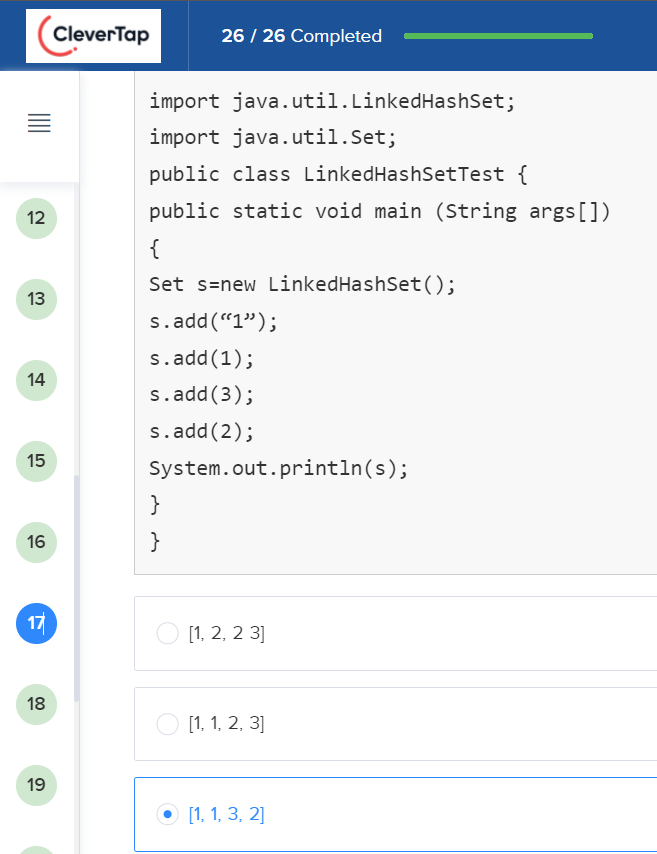 CleverTap
26 / 26 Completed
import java.util.LinkedHashSet;
import java.util.Set;
public class LinkedHashSetTest {
public static void main (String args[])
{
Set s=new LinkedHashSet();
s.add(“1”);
s.add(1);
s.add(3);
s.add(2);
System.out.println(s);
}
}
12
13
14
15
16
17
18
19
[1, 2, 2 3]
[1, 1, 2, 3]
[1, 1, 3, 2]